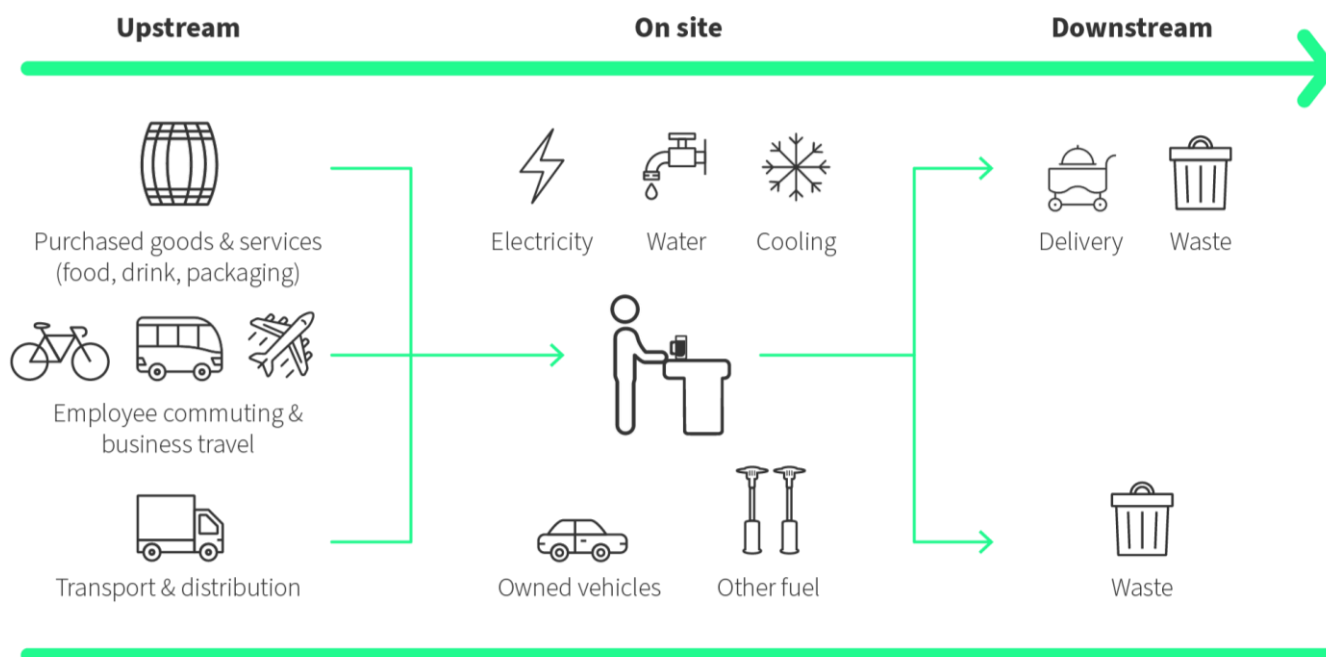 Upstream
On site
Downstream
Purchased goods & services
(food, drink, packaging)
Electricity
Water
Cooling
Delivery
Waste
Employee commuting &
business travel
Transport & distribution
Owned vehicles
Other fuel
Waste